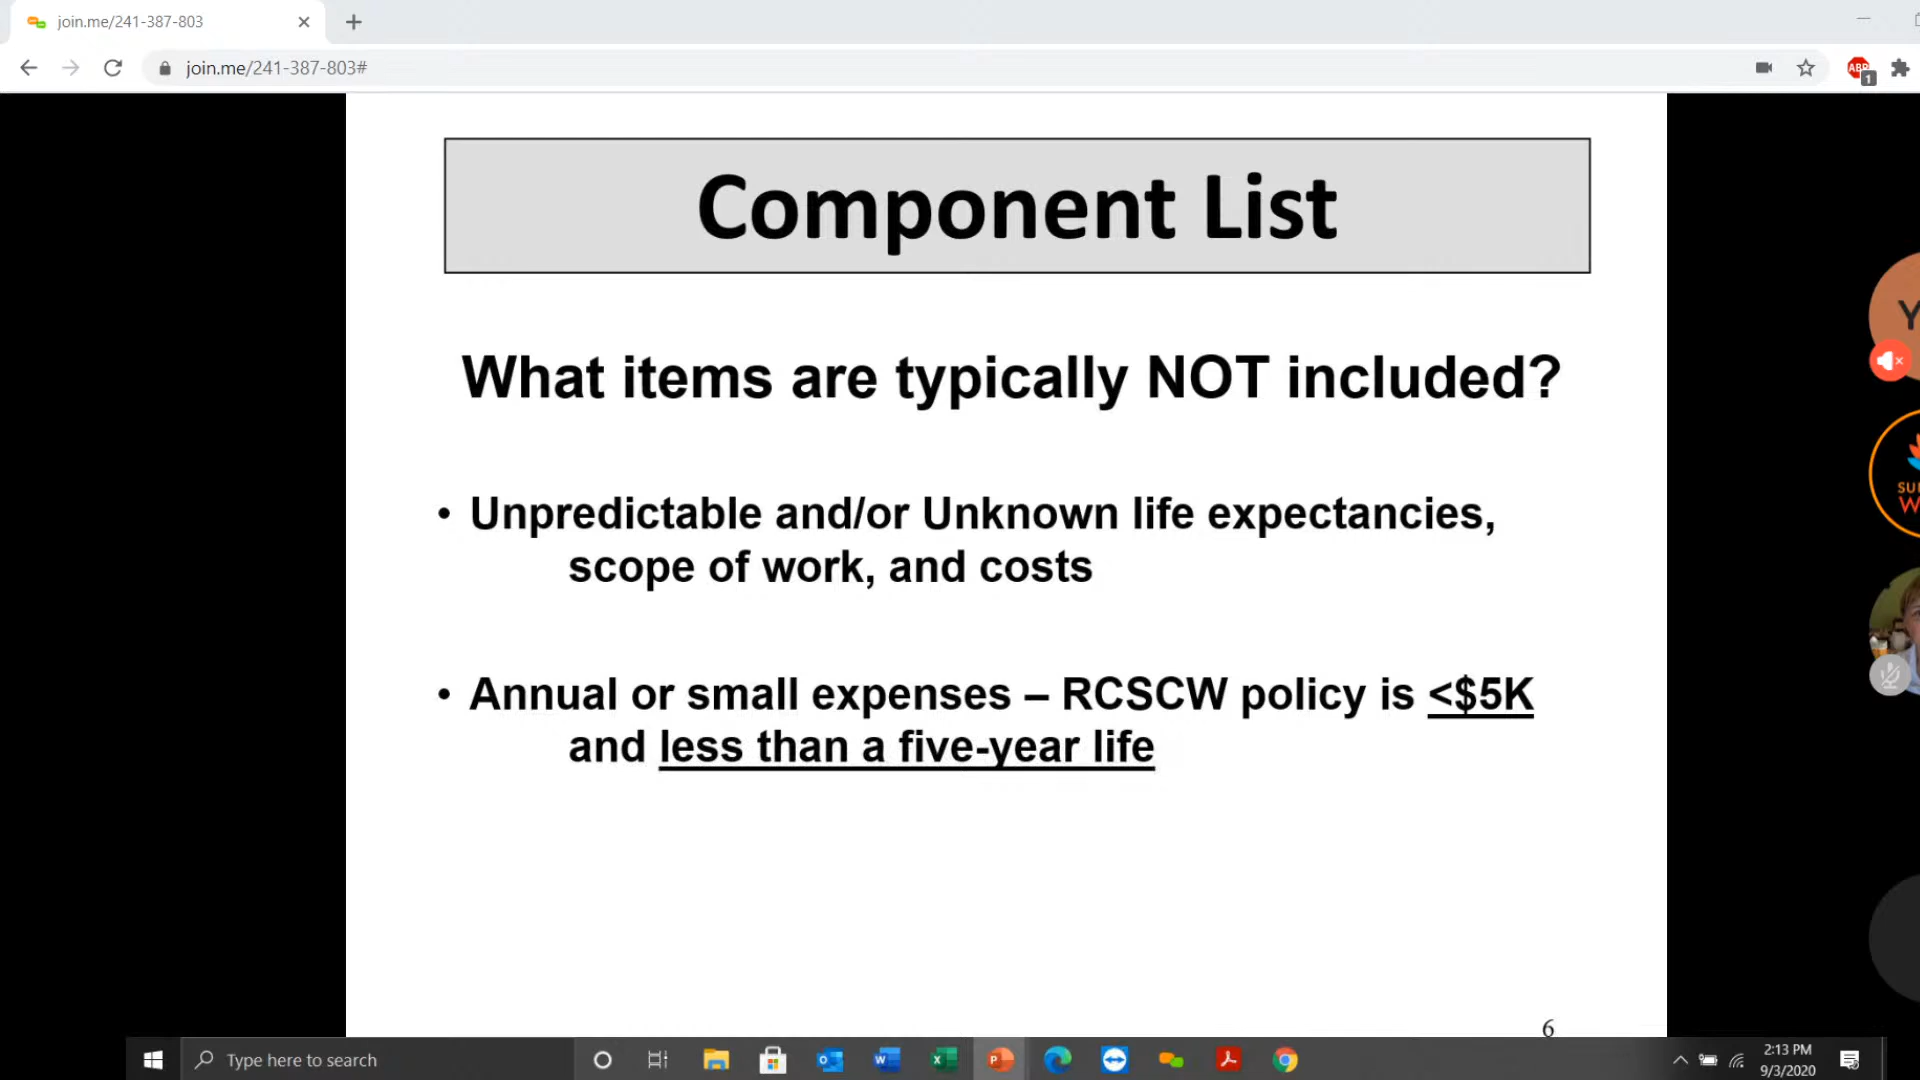 join.me/241-387-803
join.me/241-387-803#
ABP
1
Component List
What items are typically NOT included?
• Unpredictable and/or Unknown life expectancies,
scope of work, and costs
• Annual or small expenses – RCSCW policy is <$5K
and less than a five-year life
6
Y
Type here to search
2:13 PM
9/3/2020